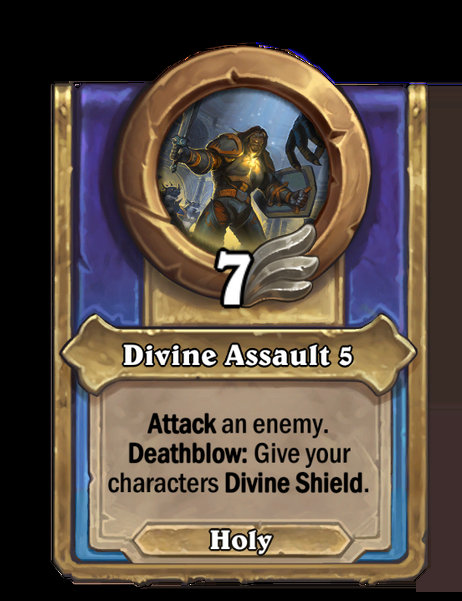 7
Divine Assault 5
Attack an enemy.
Deathblow: Give your
characters Divine Shield.
Holy